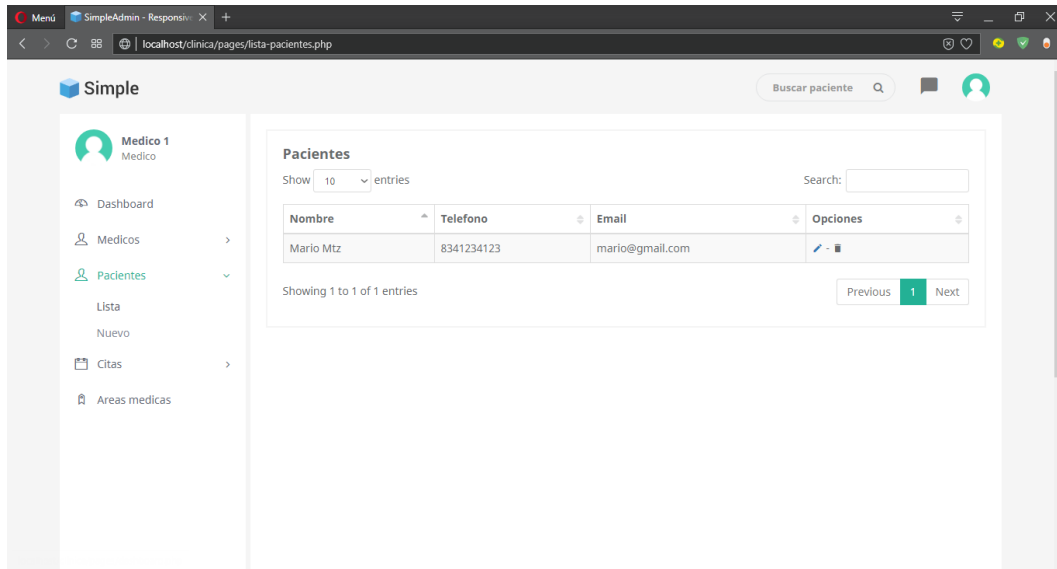 Menú SimpleAdmin - Responsive
localhost/clinica/pages/lista-pacientes.php
Simple
Buscar paciente
Medico 1
Medico
Dashboard
Medicos
Pacientes
Lista
Nuevo
Citas
Areas medicas
Pacientes
Show 10 entries Search:
Nombre Telefono Email Opciones
Mario Mtz 8341234123 mario@gmail.com -
Showing 1 to 1 of 1 entries Previous 1 Next